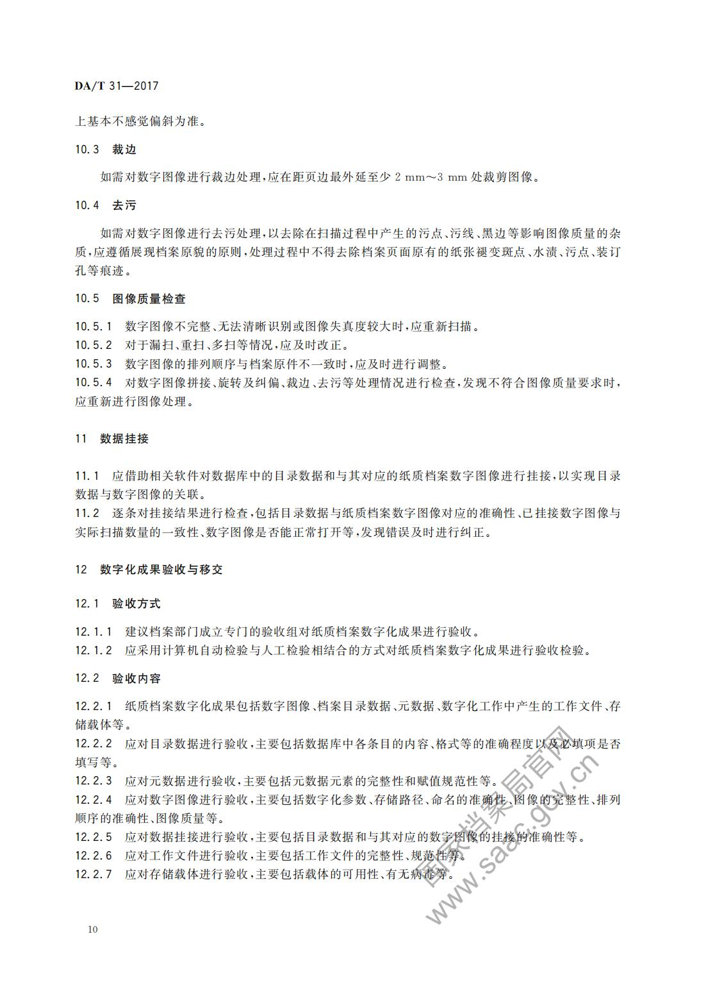 DA/T 31—2017
上基本不感觉偏斜为准。
10.3 裁边
如需对数字图像进行裁边处理,应在距页边最外延至少 2 mm～3 mm 处裁剪图像。
10.4 去污
如需对数字图像进行去污处理,以去除在扫描过程中产生的污点、污线、黑边等影响图像质量的杂
质,应遵循展现档案原貌的原则,处理过程中不得去除档案页面原有的纸张褪变斑点、水渍、污点、装订
孔等痕迹。
10.5 图像质量检查
10.5.1 数字图像不完整、无法清晰识别或图像失真度较大时,应重新扫描。
10.5.2 对于漏扫、重扫、多扫等情况,应及时改正。
10.5.3 数字图像的排列顺序与档案原件不一致时,应及时进行调整。
10.5.4 对数字图像拼接、旋转及纠偏、裁边、去污等处理情况进行检查,发现不符合图像质量要求时,
应重新进行图像处理。
11 数据挂接
11.1 应借助相关软件对数据库中的目录数据和与其对应的纸质档案数字图像进行挂接,以实现目录
数据与数字图像的关联。
11.2 逐条对挂接结果进行检查,包括目录数据与纸质档案数字图像对应的准确性、已挂接数字图像与
实际扫描数量的一致性、数字图像是否能正常打开等,发现错误及时进行纠正。
12 数字化成果验收与移交
12.1 验收方式
12.1.1 建议档案部门成立专门的验收组对纸质档案数字化成果进行验收。
12.1.2 应采用计算机自动检验与人工检验相结合的方式对纸质档案数字化成果进行验收检验。
12.2 验收内容
12.2.1 纸质档案数字化成果包括数字图像、档案目录数据、元数据、数字化工作中产生的工作文件、存
储载体等。
12.2.2 应对目录数据进行验收,主要包括数据库中各条目的内容、格式等的准确程度以及必填项是否
填写等。
12.2.3 应对元数据进行验收,主要包括元数据元素的完整性和赋值规范性等。
12.2.4 应对数字图像进行验收,主要包括数字化参数、存储路径、命名的准确性、图像的完整性、排列
顺序的准确性、图像质量等。
12.2.5 应对数据挂接进行验收,主要包括目录数据和与其对应的数字图像的挂接的准确性等。
12.2.6 应对工作文件进行验收,主要包括工作文件的完整性、规范性等。
12.2.7 应对存储载体进行验收,主要包括载体的可用性、有无病毒等。
国家档案局官网
www.saac.gov.cn
10